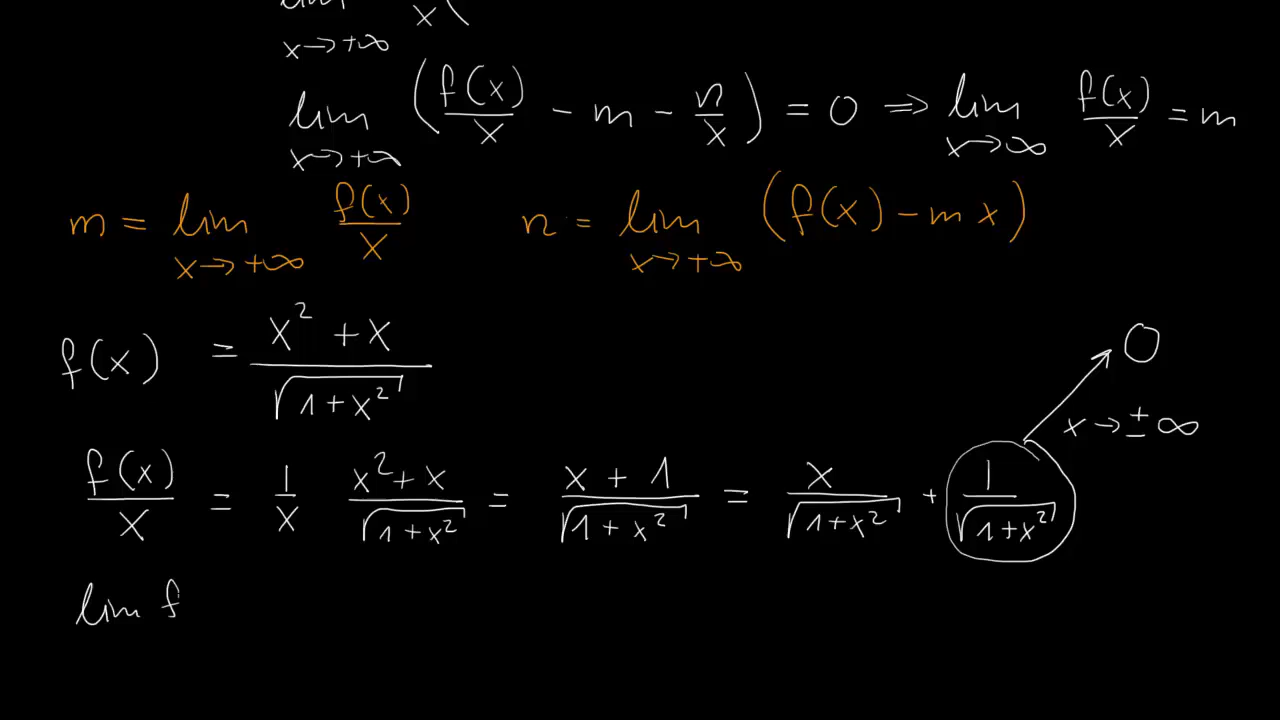 lim x→+∞ x(
lim x→+∞ (f(x)/x − m − n/x) = 0 ⇒ lim x→∞ f(x)/x = m
m = lim x→+∞ f(x)/x    n = lim x→+∞ (f(x) − m x)
f(x) = (x² + x)/√(1+x²)    0
x → ± ∞
f(x)/x = 1/x (x² + x)/√(1+x²) = (x + 1)/√(1+x²) = x/√(1+x²) + 1/√(1+x²)
lim f